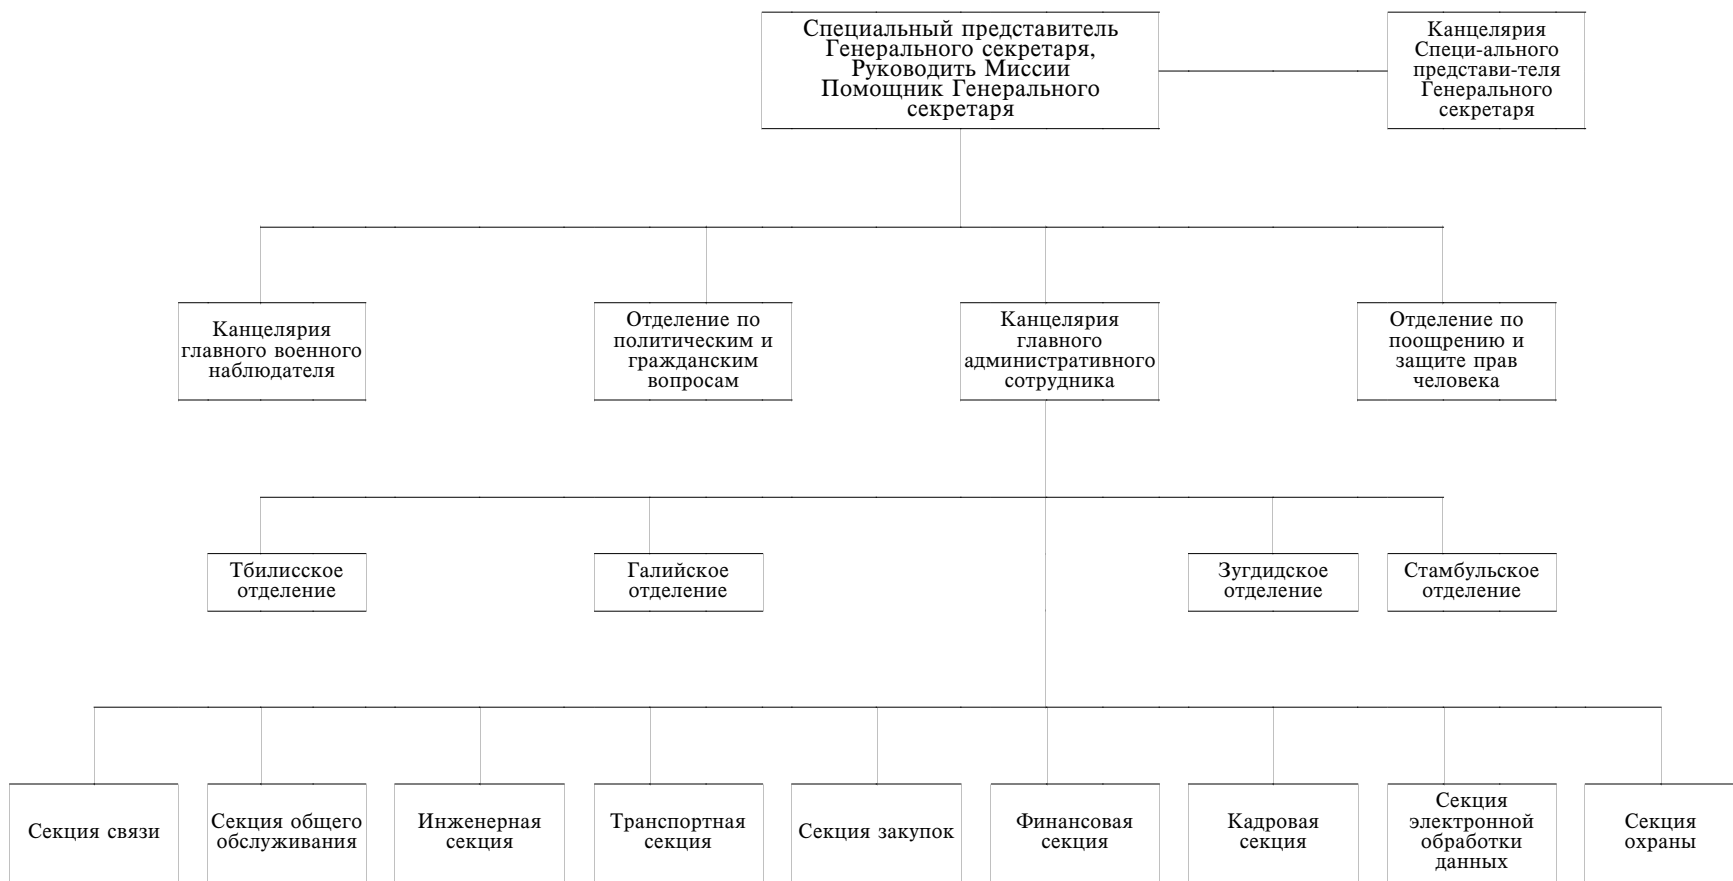 Специальный представитель
Генерального секретаря,
Руководить Миссии
Помощник Генерального
секретаря
Канцелярия
Специ-ального
представи-теля
Генерального
секретаря
Канцелярия
главного военного
наблюдателя
Отделение по
политическим и
гражданским
вопросам
Канцелярия
главного
административного
сотрудника
Отделение по
поощрению и
защите прав
человека
Тбилисское
отделение
Галийское
отделение
Зугдидское
отделение
Стамбульское
отделение
Секция связи
Секция общего
обслуживания
Инженерная
секция
Транспортная
секция
Секция закупок
Финансовая
секция
Кадровая
секция
Секция
электронной
обработки
данных
Секция
охраны